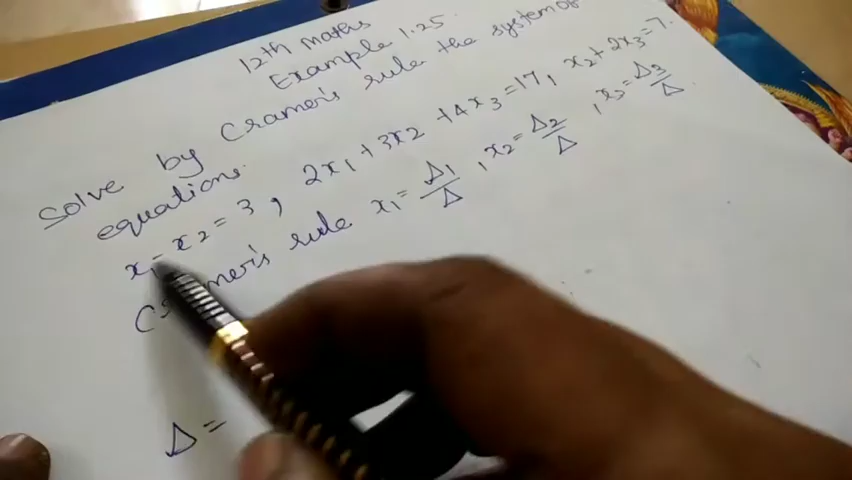 12th maths
Example 1.25.
Solve by Cramer's rule the system of
equations.
x₁-x₂=3, 2x₁+3x₂+4x₃=17, x₂+2x₃=7.
Cramer's rule x₁=Δ₁/Δ, x₂=Δ₂/Δ, x₃=Δ₃/Δ
Δ=